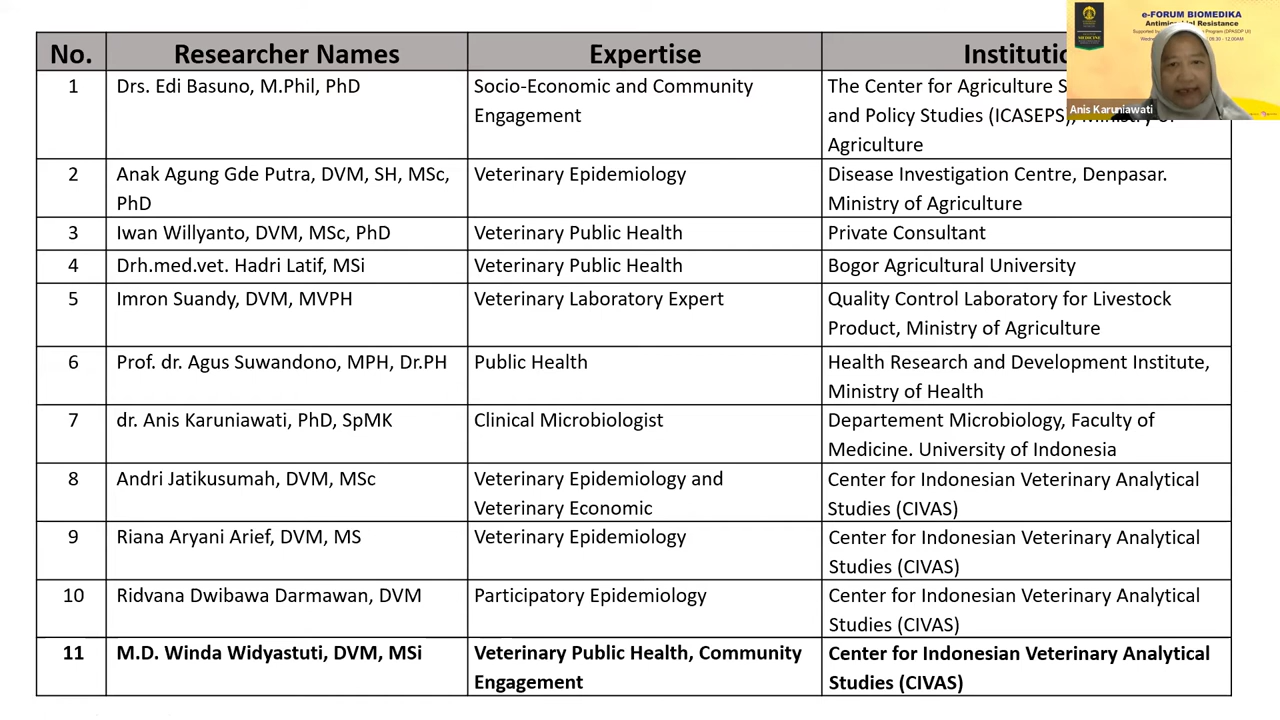 No. Researcher Names Expertise
1 Drs. Edi Basuno, M.Phil, PhD Socio-Economic and Community The Center for Agriculture
Engagement and Policy Studies (ICASEPS), Ministry of
Agriculture
2 Anak Agung Gde Putra, DVM, SH, MSc, Veterinary Epidemiology Disease Investigation Centre, Denpasar.
PhD Ministry of Agriculture
3 Iwan Willyanto, DVM, MSc, PhD Veterinary Public Health Private Consultant
4 Drh.med.vet. Hadri Latif, MSi Veterinary Public Health Bogor Agricultural University
5 Imron Suandy, DVM, MVPH Veterinary Laboratory Expert Quality Control Laboratory for Livestock
Product, Ministry of Agriculture
6 Prof. dr. Agus Suwandono, MPH, Dr.PH Public Health Health Research and Development Institute,
Ministry of Health
7 dr. Anis Karuniawati, PhD, SpMK Clinical Microbiologist Departement Microbiology, Faculty of
Medicine. University of Indonesia
8 Andri Jatikusumah, DVM, MSc Veterinary Epidemiology and Center for Indonesian Veterinary Analytical
Veterinary Economic Studies (CIVAS)
9 Riana Aryani Arief, DVM, MS Veterinary Epidemiology Center for Indonesian Veterinary Analytical
Studies (CIVAS)
10 Ridvana Dwibawa Darmawan, DVM Participatory Epidemiology Center for Indonesian Veterinary Analytical
Studies (CIVAS)
11 M.D. Winda Widyastuti, DVM, MSi Veterinary Public Health, Community Center for Indonesian Veterinary Analytical
Engagement Studies (CIVAS)
e-FORUM BIOMEDIKA
Anis Karuniawati